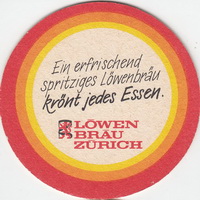 Ein erfrischend
spritziges Löwenbräu
krönt jedes Essen.
LÖWEN
BRÄU
ZÜRICH